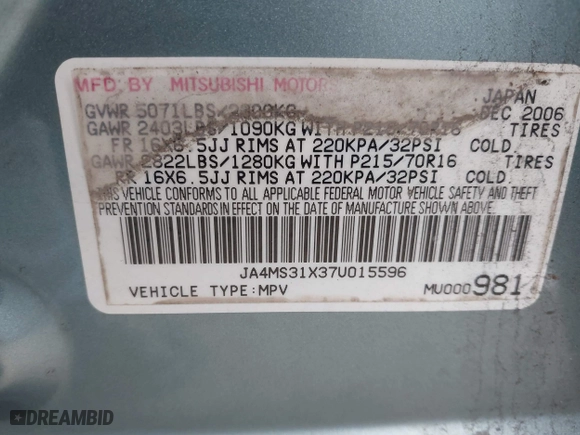 MFD BY MITSUBISHI MOTOR JAPAN
GVWR 5071LBS DEC 2006
GAWR 2403LBS/1090KG WITH TIRES
FR 16X6.5JJ RIMS AT 220KPA/32PSI COLD
GAWR 2822LBS/1280KG WITH P215/70R16 TIRES
RR 16X6.5JJ RIMS AT 220KPA/32PSI COLD
THIS VEHICLE CONFORMS TO ALL APPLICABLE FEDERAL MOTOR VEHICLE SAFETY AND THEFT
PREVENTION STANDARDS IN EFFECT ON THE DATE OF MANUFACTURE SHOWN ABOVE.
JA4MS31X37U015596
VEHICLE TYPE:MPV MU000981
DREAMBID